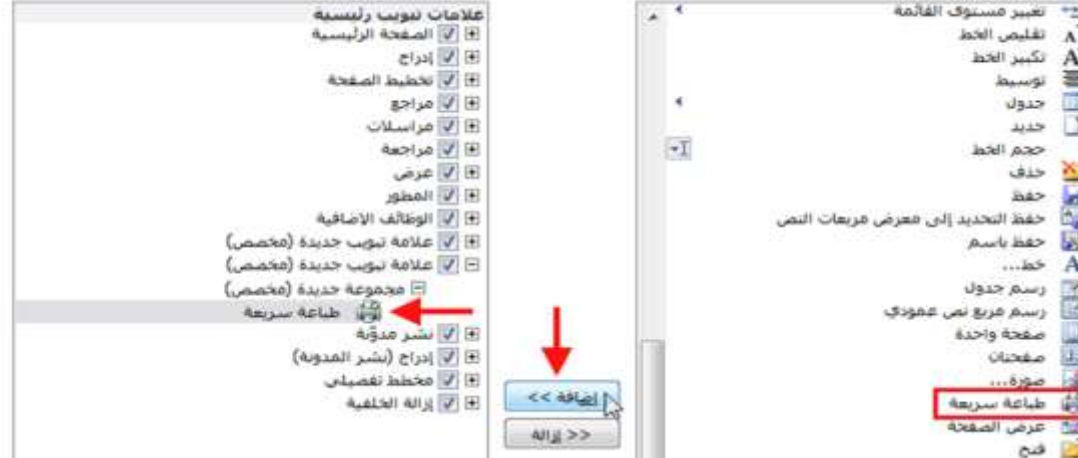 تغيير مستوى القائمة
تقليص الخط
تكبير الخط
توسيط
جدول
جديد
حجم الخط
حذف
حفظ
حفظ التحديد إلى معرض مربعات النص
حفظ باسم
خط...
رسم جدول
رسم مربع نص عمودي
صفحة واحدة
صفحتان
صورة...
طباعة سريعة
عرض الصفحة
فتح
إضافة >>
<< إزالة
علامات تبويب رئيسية
الصفحة الرئيسية
إدراج
تخطيط الصفحة
مراجع
مراسلات
مراجعة
عرض
المطور
الوظائف الإضافية
علامة تبويب جديدة (مخصص)
علامة تبويب جديدة (مخصص)
مجموعة جديدة (مخصص)
طباعة سريعة
نشر مدوّنة
إدراج (نشر المدونة)
مخطط تفصيلي
إزالة الخلفية